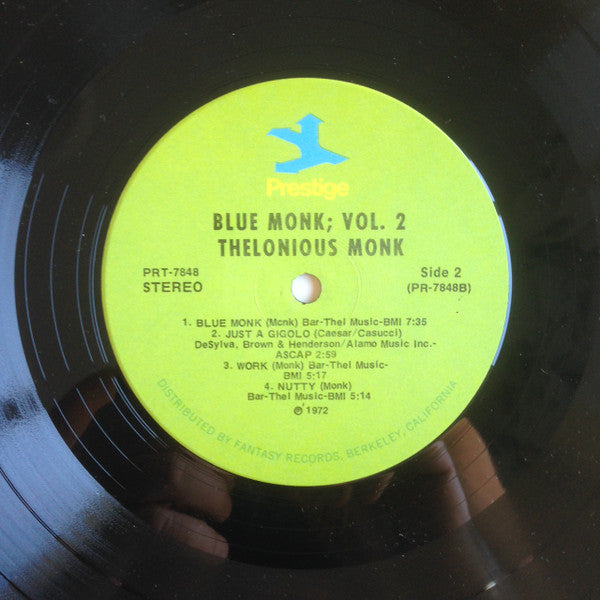 Prestige
BLUE MONK; VOL. 2
THELONIOUS MONK
PRT-7848
STEREO
Side 2
(PR-7848B)
1. BLUE MONK (Monk) Bar-Thel Music-BMI 7:35
2. JUST A GIGOLO (Caesar/Casucci)
DeSylva, Brown & Henderson/Alamo Music Inc.-
ASCAP 2:59
3. WORK (Monk) Bar-Thel Music-
BMI 5:17
4. NUTTY (Monk)
Bar-Thel Music-BMI 5:14
℗ 1972
DISTRIBUTED BY FANTASY RECORDS, BERKELEY, CALIFORNIA